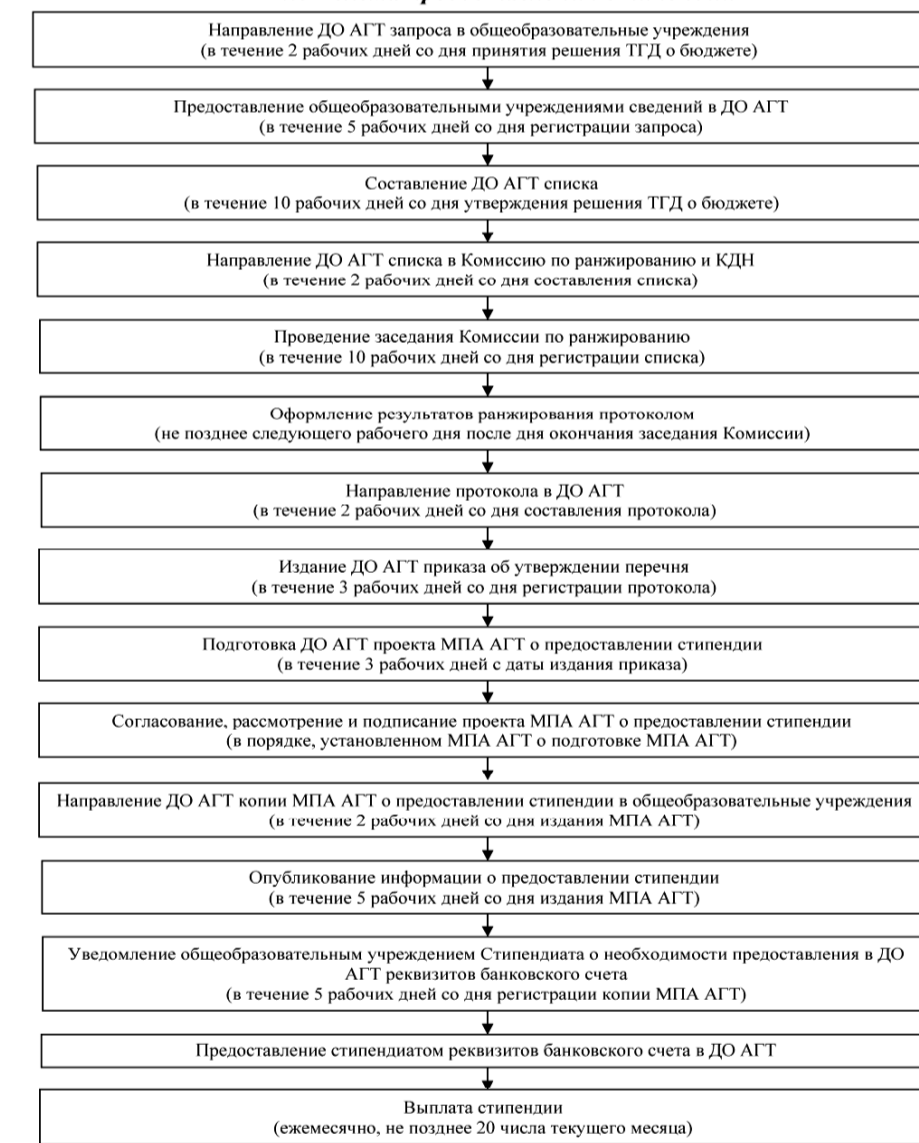 Направление ДО АГТ запроса в общеобразовательные учреждения
(в течение 2 рабочих дней со дня принятия решения ТГД о бюджете)
Предоставление общеобразовательными учреждениями сведений в ДО АГТ
(в течение 5 рабочих дней со дня регистрации запроса)
Составление ДО АГТ списка
(в течение 10 рабочих дней со дня утверждения решения ТГД о бюджете)
Направление ДО АГТ списка в Комиссию по ранжированию и КДН
(в течение 2 рабочих дней со дня составления списка)
Проведение заседания Комиссии по ранжированию
(в течение 10 рабочих дней со дня регистрации списка)
Оформление результатов ранжирования протоколом
(не позднее следующего рабочего дня после дня окончания заседания Комиссии)
Направление протокола в ДО АГТ
(в течение 2 рабочих дней со дня составления протокола)
Издание ДО АГТ приказа об утверждении перечня
(в течение 3 рабочих дней со дня регистрации протокола)
Подготовка ДО АГТ проекта МПА АГТ о предоставлении стипендии
(в течение 3 рабочих дней с даты издания приказа)
Согласование, рассмотрение и подписание проекта МПА АГТ о предоставлении стипендии
(в порядке, установленном МПА АГТ о подготовке МПА АГТ)
Направление ДО АГТ копии МПА АГТ о предоставлении стипендии в общеобразовательные учреждения
(в течение 2 рабочих дней со дня издания МПА АГТ)
Опубликование информации о предоставлении стипендии
(в течение 5 рабочих дней со дня издания МПА АГТ)
Уведомление общеобразовательным учреждением Стипендиата о необходимости предоставления в ДО
АГТ реквизитов банковского счета
(в течение 5 рабочих дней со дня регистрации копии МПА АГТ)
Предоставление стипендиатом реквизитов банковского счета в ДО АГТ
Выплата стипендии
(ежемесячно, не позднее 20 числа текущего месяца)